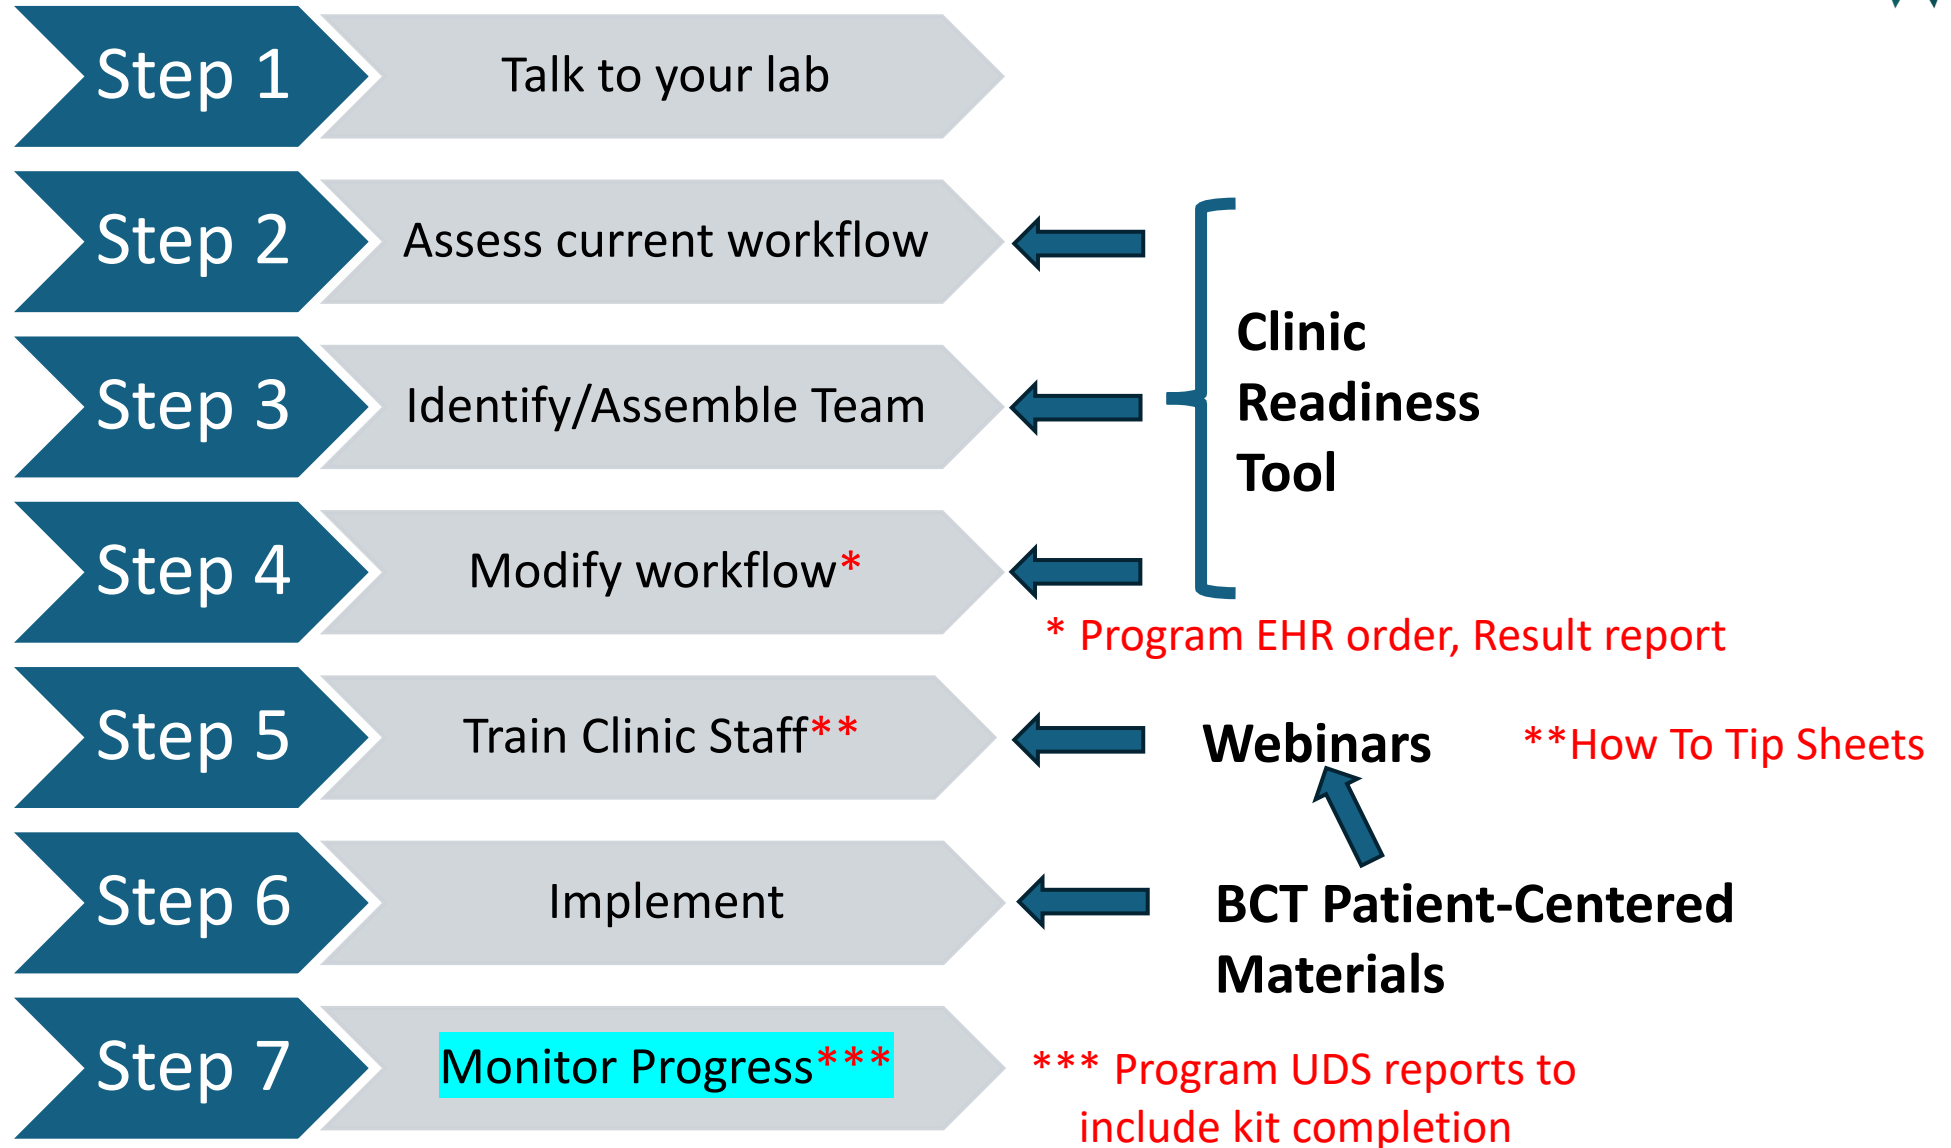 Step 1
Talk to your lab
Step 2
Assess current workflow
Step 3
Identify/Assemble Team
Clinic
Readiness
Tool
Step 4
Modify workflow*
* Program EHR order, Result report
Step 5
Train Clinic Staff**
Webinars
**How To Tip Sheets
Step 6
Implement
BCT Patient-Centered
Materials
Step 7
Monitor Progress***
*** Program UDS reports to
include kit completion